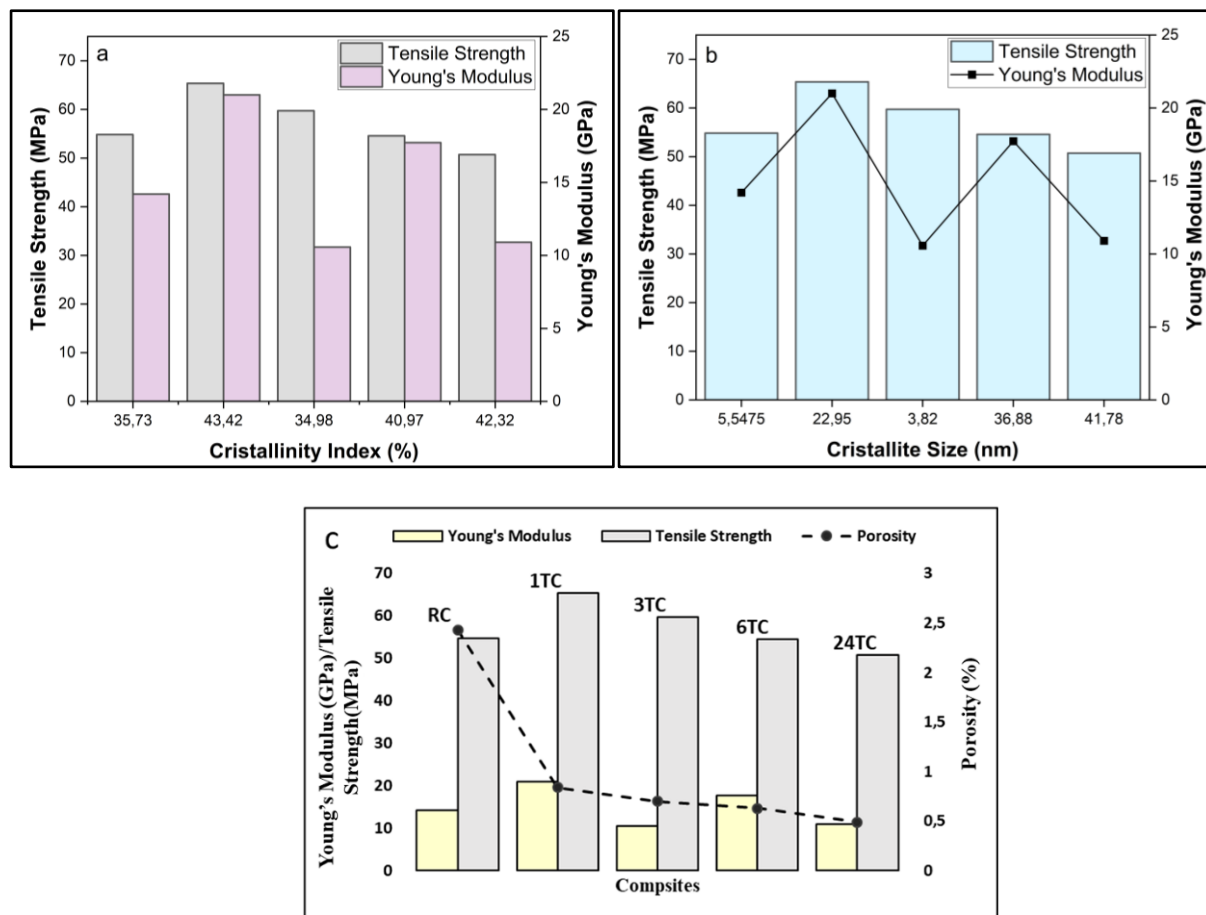 a
Tensile Strength
Young's Modulus
Tensile Strength (MPa)
70
60
50
40
30
20
10
0
25
20
15
10
5
0
Young's Modulus (GPa)
35,73 43,42 34,98 40,97 42,32
Cristallinity Index (%)
b
Tensile Strength
Young's Modulus
Tensile Strength (MPa)
70
60
50
40
30
20
10
0
25
20
15
10
5
0
Young's Modulus (GPa)
5,5475 22,95 3,82 36,88 41,78
Cristallite Size (nm)
C
Young's Modulus Tensile Strength Porosity
Young's Modulus (GPa)/Tensile
Strength(MPa)
70
60
50
40
30
20
10
0
RC 1TC 3TC 6TC 24TC
3
2,5
2
1,5
1
0,5
0
Porosity (%)
Compsites